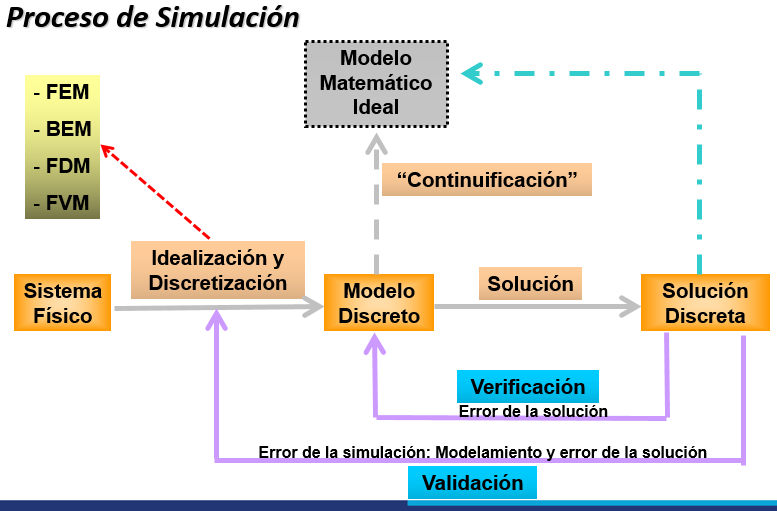 Proceso de Simulación
Modelo
Matemático
Ideal
- FEM
- BEM
- FDM
- FVM
“Continuificación”
Idealización y
Discretización
Sistema
Físico
Modelo
Discreto
Solución
Solución
Discreta
Verificación
Error de la solución
Error de la simulación: Modelamiento y error de la solución
Validación